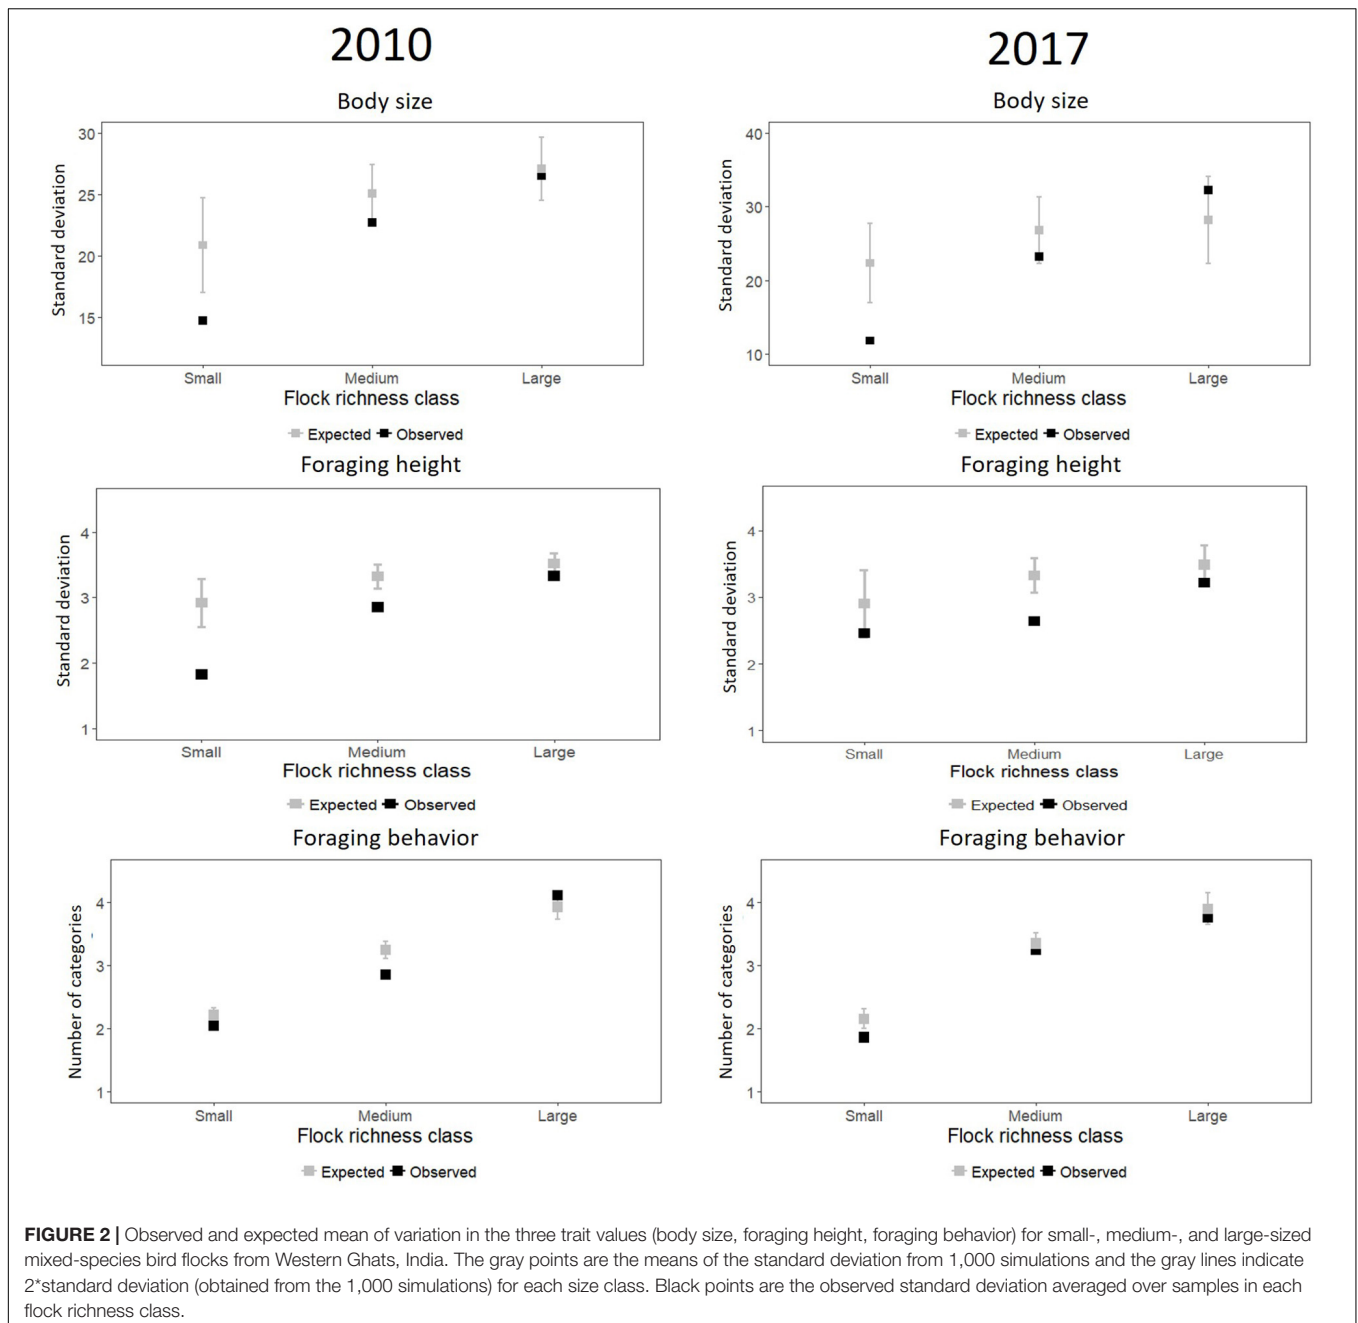 2010
2017
Body size
Body size
Standard deviation
30
25
20
15
Small Medium Large
Flock richness class
Expected Observed
Standard deviation
40
30
20
10
Small Medium Large
Flock richness class
Expected Observed
Foraging height
Foraging height
Standard deviation
4
3
2
1
Small Medium Large
Flock richness class
Expected Observed
Standard deviation
4
3
2
1
Small Medium Large
Flock richness class
Expected Observed
Foraging behavior
Foraging behavior
Number of categories
4
3
2
1
Small Medium Large
Flock richness class
Expected Observed
Number of categories
4
3
2
1
Small Medium Large
Flock richness class
Expected Observed
FIGURE 2 | Observed and expected mean of variation in the three trait values (body size, foraging height, foraging behavior) for small-, medium-, and large-sized
mixed-species bird flocks from Western Ghats, India. The gray points are the means of the standard deviation from 1,000 simulations and the gray lines indicate
2*standard deviation (obtained from the 1,000 simulations) for each size class. Black points are the observed standard deviation averaged over samples in each
flock richness class.